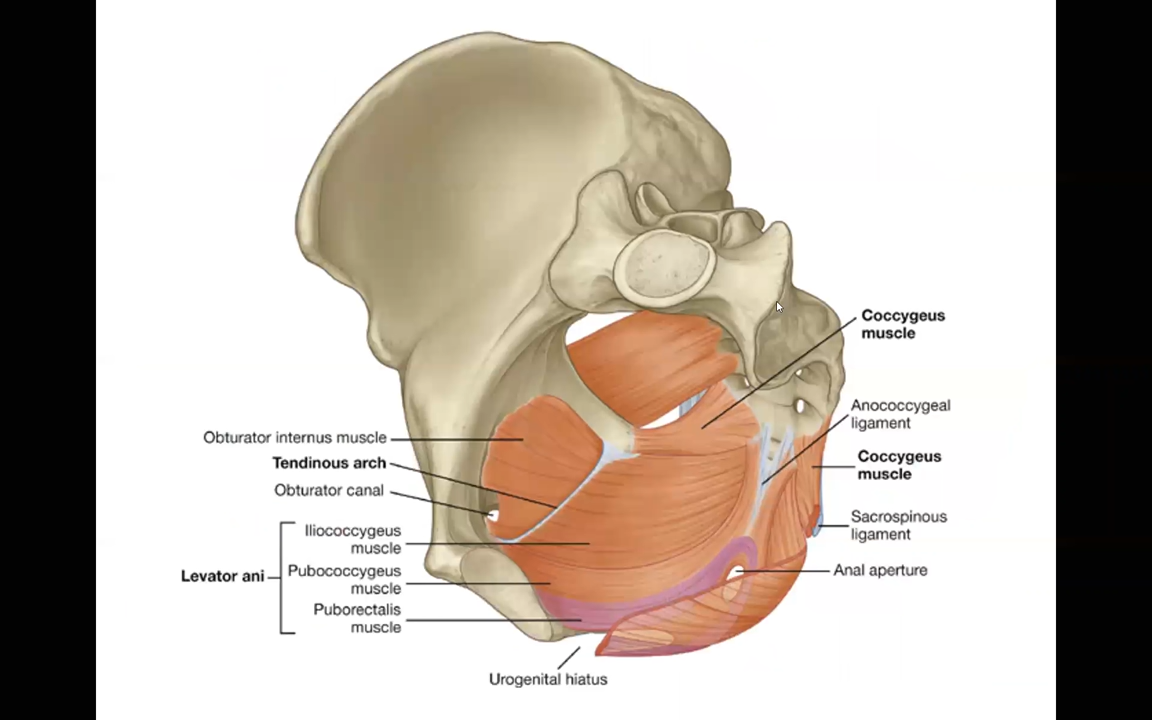 Coccygeus
muscle
Anococcygeal
ligament
Coccygeus
muscle
Sacrospinous
ligament
Anal aperture
Obturator internus muscle
Tendinous arch
Obturator canal
Iliococcygeus
muscle
Levator ani
Pubococcygeus
muscle
Puborectalis
muscle
Urogenital hiatus